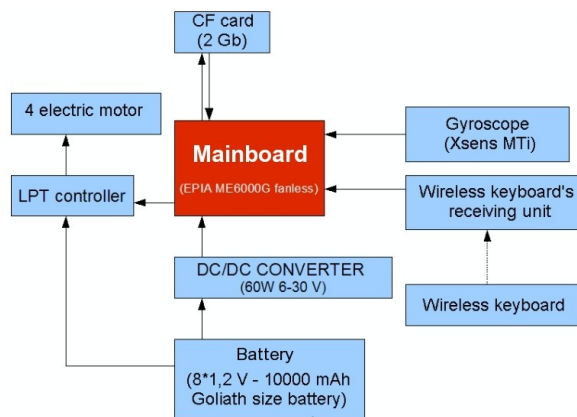 CF card
(2 Gb)
4 electric motor
Mainboard
(EPIA ME6000G fanless)
Gyroscope
(Xsens MTi)
LPT controller
Wireless keyboard's
receiving unit
DC/DC CONVERTER
(60W 6-30 V)
Wireless keyboard
Battery
(8*1,2 V - 10000 mAh
Goliath size battery)